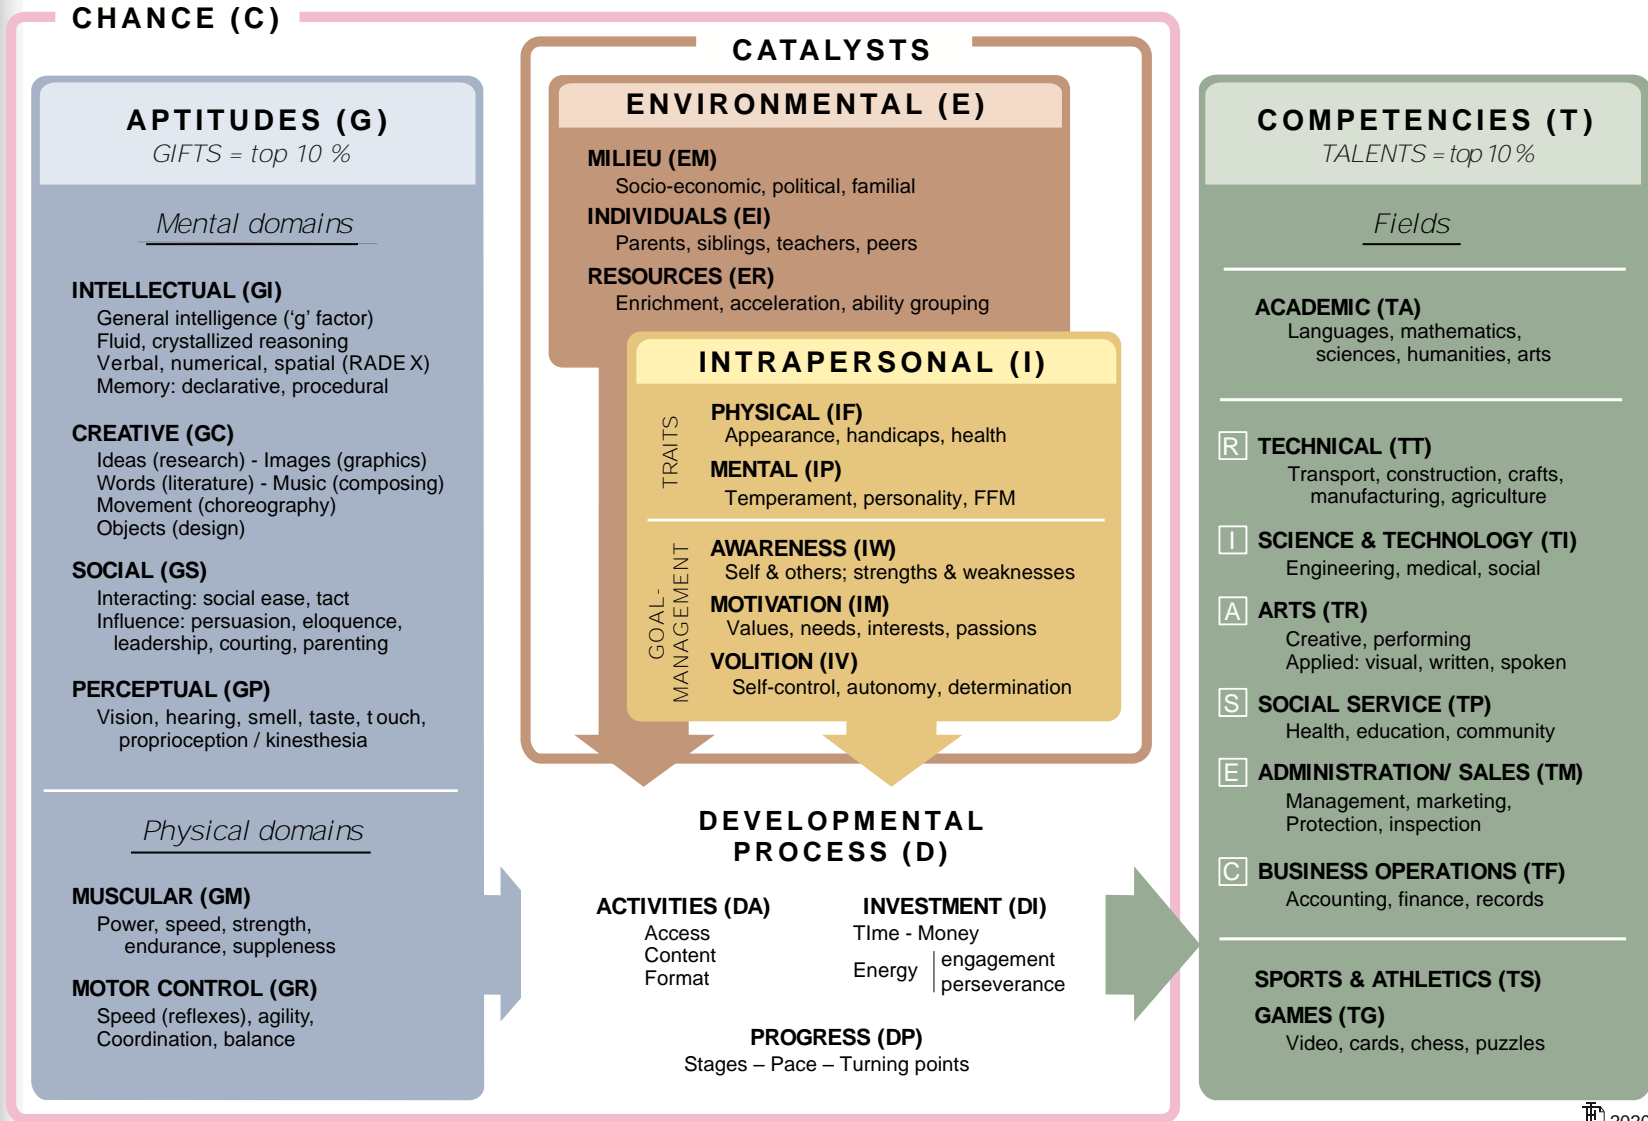 CHANCE (C)
APTITUDES (G)
GIFTS = top 10 %
Mental domains
INTELLECTUAL (GI)
General intelligence (‘g’ factor)
Fluid, crystallized reasoning
Verbal, numerical, spatial (RADEX)
Memory: declarative, procedural
CREATIVE (GC)
Ideas (research) - Images (graphics)
Words (literature) - Music (composing)
Movement (choreography)
Objects (design)
SOCIAL (GS)
Interacting: social ease, tact
Influence: persuasion, eloquence,
leadership, courting, parenting
PERCEPTUAL (GP)
Vision, hearing, smell, taste, touch,
proprioception / kinesthesia
Physical domains
MUSCULAR (GM)
Power, speed, strength,
endurance, suppleness
MOTOR CONTROL (GR)
Speed (reflexes), agility,
Coordination, balance
CATALYSTS
ENVIRONMENTAL (E)
MILIEU (EM)
Socio-economic, political, familial
INDIVIDUALS (EI)
Parents, siblings, teachers, peers
RESOURCES (ER)
Enrichment, acceleration, ability grouping
INTRAPERSONAL (I)
TRAITS
PHYSICAL (IF)
Appearance, handicaps, health
MENTAL (IP)
Temperament, personality, FFM
GOAL-
MANAGEMENT
AWARENESS (IW)
Self & others; strengths & weaknesses
MOTIVATION (IM)
Values, needs, interests, passions
VOLITION (IV)
Self-control, autonomy, determination
DEVELOPMENTAL
PROCESS (D)
ACTIVITIES (DA)
Access
Content
Format
INVESTMENT (DI)
TIme - Money
Energy
engagement
perseverance
PROGRESS (DP)
Stages – Pace – Turning points
COMPETENCIES (T)
TALENTS = top 10 %
Fields
ACADEMIC (TA)
Languages, mathematics,
sciences, humanities, arts
R TECHNICAL (TT)
Transport, construction, crafts,
manufacturing, agriculture
I SCIENCE & TECHNOLOGY (TI)
Engineering, medical, social
A ARTS (TR)
Creative, performing
Applied: visual, written, spoken
S SOCIAL SERVICE (TP)
Health, education, community
E ADMINISTRATION/ SALES (TM)
Management, marketing,
Protection, inspection
C BUSINESS OPERATIONS (TF)
Accounting, finance, records
SPORTS & ATHLETICS (TS)
GAMES (TG)
Video, cards, chess, puzzles
2020